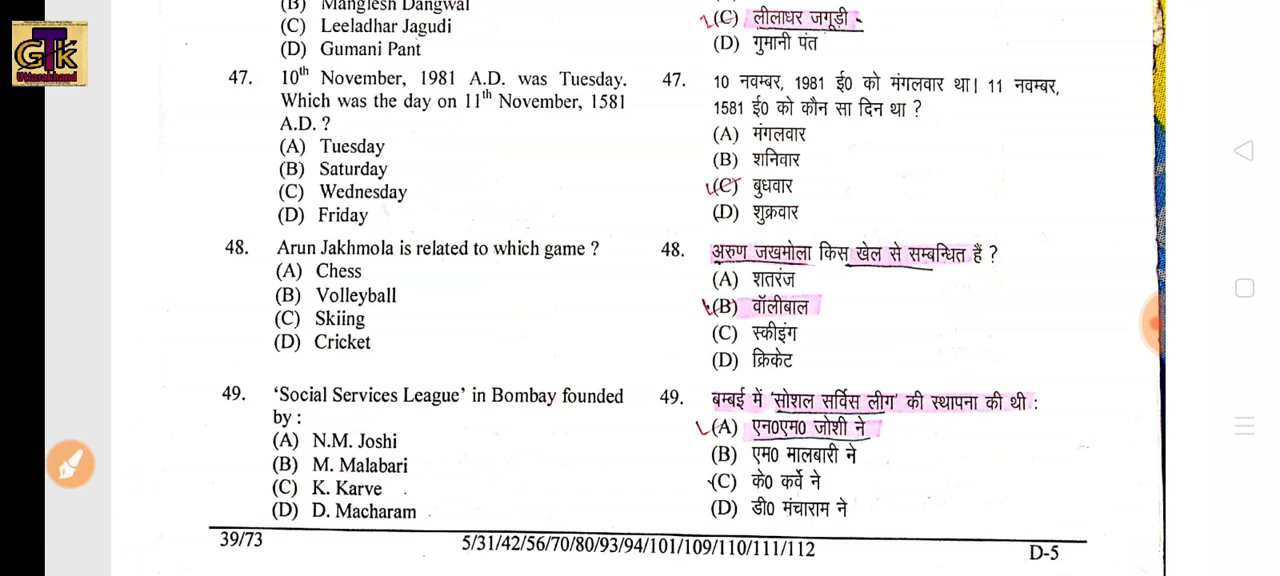 GTK
Uttarakhand
(B) Manglesh Dangwal
(C) Leeladhar Jagudi
(D) Gumani Pant
47. 10th November, 1981 A.D. was Tuesday.
Which was the day on 11th November, 1581
A.D. ?
(A) Tuesday
(B) Saturday
(C) Wednesday
(D) Friday
48. Arun Jakhmola is related to which game ?
(A) Chess
(B) Volleyball
(C) Skiing
(D) Cricket
49. ‘Social Services League’ in Bombay founded
by :
(A) N.M. Joshi
(B) M. Malabari
(C) K. Karve
(D) D. Macharam
(C) लीलाधर जगूड़ी
(D) गुमानी पंत
47. 10 नवम्बर, 1981 ई0 को मंगलवार था। 11 नवम्बर,
1581 ई0 को कौन सा दिन था ?
(A) मंगलवार
(B) शनिवार
(C) बुधवार
(D) शुक्रवार
48. अरुण जखमोला किस खेल से सम्बन्धित हैं ?
(A) शतरंज
(B) वॉलीबाल
(C) स्कीइंग
(D) क्रिकेट
49. बम्बई में ‘सोशल सर्विस लीग’ की स्थापना की थी :
(A) एन0एम0 जोशी ने
(B) एम0 मालबारी ने
(C) के0 कर्वे ने
(D) डी0 मंचाराम ने
39/73
5/31/42/56/70/80/93/94/101/109/110/111/112
D-5